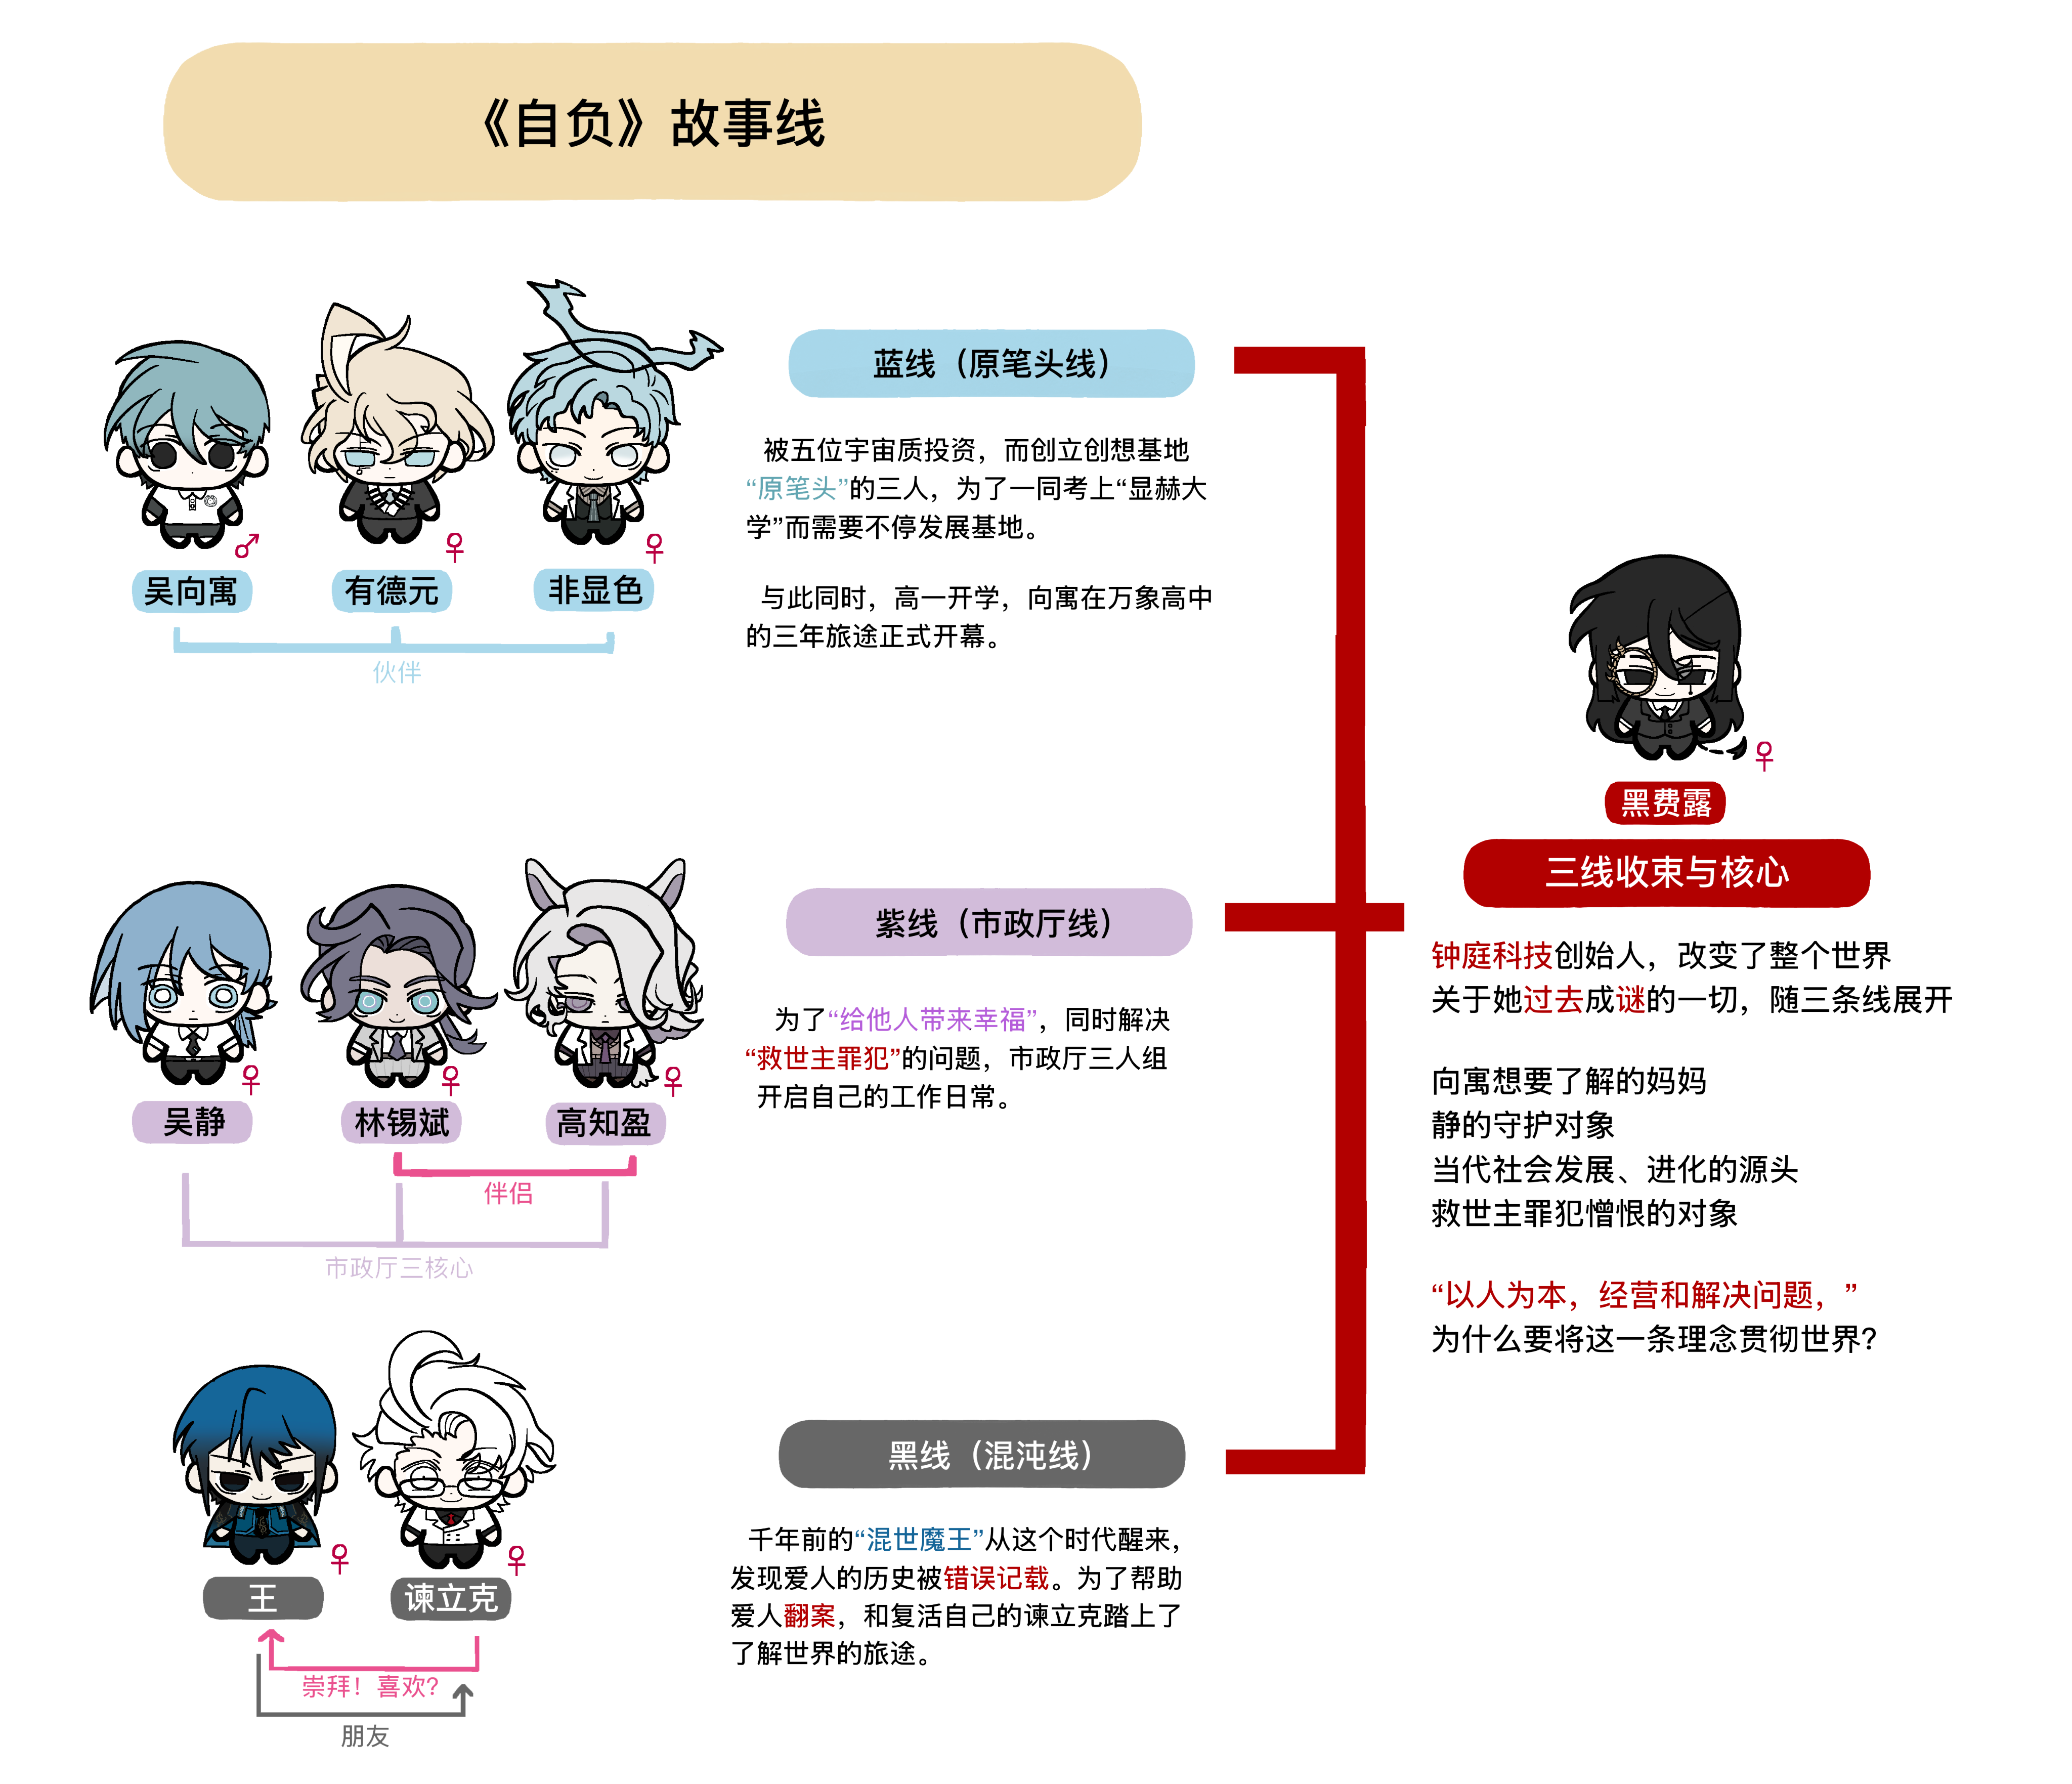 《自负》故事线
蓝线（原笔头线）
被五位宇宙质投资，而创立创想基地
“原笔头”的三人，为了一同考上“显赫大
学”而需要不停发展基地。
与此同时，高一开学，向寓在万象高中
的三年旅途正式开幕。
♂
♀
♀
吴向寓
有德元
非显色
伙伴
紫线（市政厅线）
为了“给他人带来幸福”，同时解决
“救世主罪犯”的问题，市政厅三人组
开启自己的工作日常。
♀
♀
♀
吴静
林锡斌
高知盈
伴侣
市政厅三核心
黑线（混沌线）
千年前的“混世魔王”从这个时代醒来，
发现爱人的历史被错误记载。为了帮助
爱人翻案，和复活自己的谏立克踏上了
了解世界的旅途。
♀
♀
王
谏立克
崇拜！喜欢？
朋友
♀
黑费露
三线收束与核心
钟庭科技创始人，改变了整个世界
关于她过去成谜的一切，随三条线展开
向寓想要了解的妈妈
静的守护对象
当代社会发展、进化的源头
救世主罪犯憎恨的对象
“以人为本，经营和解决问题，”
为什么要将这一条理念贯彻世界？